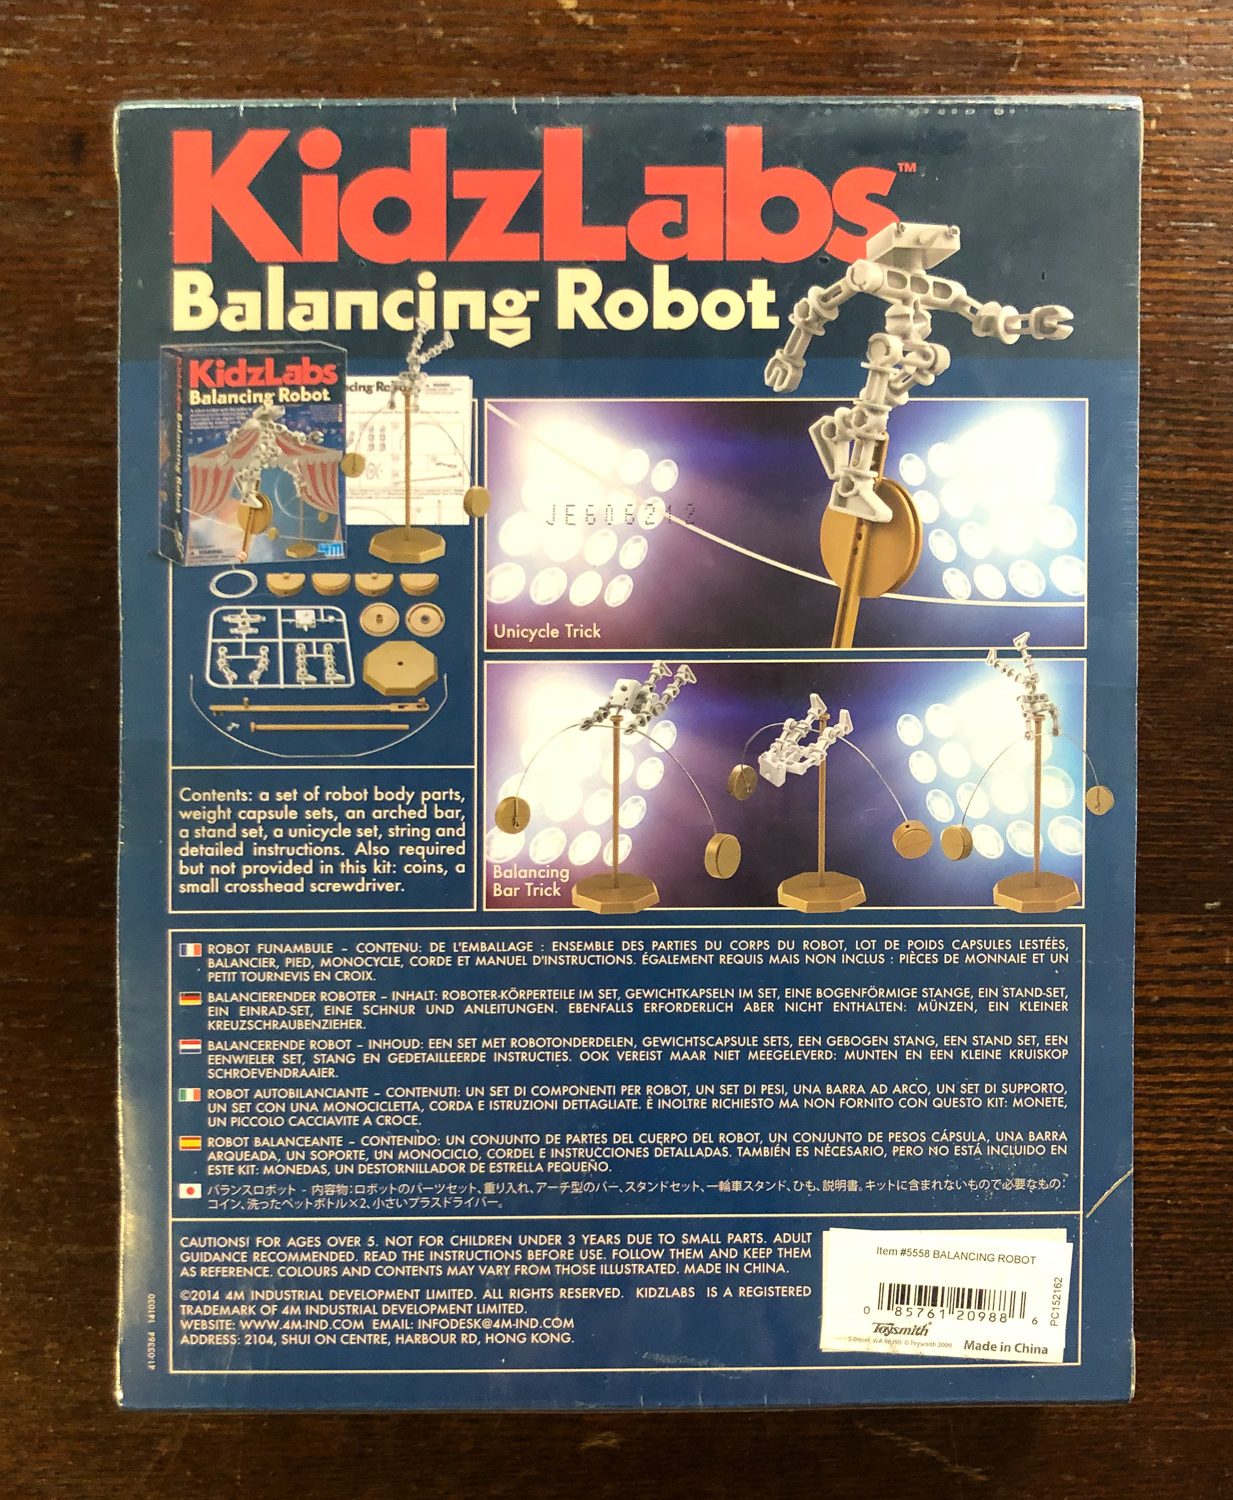 KidzLabs™
Balancing Robot
KidzLabs
Balancing Robot
JE606212
Unicycle Trick
Balancing
Bar Trick
Contents: a set of robot body parts,
weight capsule sets, an arched bar,
a stand set, a unicycle set, string and
detailed instructions. Also required
but not provided in this kit: coins, a
small crosshead screwdriver.
ROBOT FUNAMBULE – CONTENU: DE L'EMBALLAGE : ENSEMBLE DES PARTIES DU CORPS DU ROBOT, LOT DE POIDS CAPSULES LESTÉES,
BALANCIER, PIED, MONOCYCLE, CORDE ET MANUEL D'INSTRUCTIONS. ÉGALEMENT REQUIS MAIS NON INCLUS : PIÈCES DE MONNAIE ET UN
PETIT TOURNEVIS EN CROIX.
BALANCIERENDER ROBOTER – INHALT: ROBOTER-KÖRPERTEILE IM SET, GEWICHTKAPSELN IM SET, EINE BOGENFÖRMIGE STANGE, EIN STAND-SET,
EIN EINRAD-SET, EINE SCHNUR UND ANLEITUNGEN. EBENFALLS ERFORDERLICH ABER NICHT ENTHALTEN: MÜNZEN, EIN KLEINER
KREUZSCHRAUBENZIEHER.
BALANCERENDE ROBOT – INHOUD: EEN SET MET ROBOTONDERDELEN, GEWICHTSCAPSULE SETS, EEN GEBOGEN STANG, EEN STAND SET, EEN
EENWIELER SET, STANG EN GEDETAILLEERDE INSTRUCTIES. OOK VEREIST MAAR NIET MEEGELEVERD: MUNTEN EN EEN KLEINE KRUISKOP
SCHROEVENDRAAIER.
ROBOT AUTOBILANCIANTE – CONTENUTI: UN SET DI COMPONENTI PER ROBOT, UN SET DI PESI, UNA BARRA AD ARCO, UN SET DI SUPPORTO,
UN SET CON UNA MONOCICLETTA, CORDA E ISTRUZIONI DETTAGLIATE. È INOLTRE RICHIESTO MA NON FORNITO CON QUESTO KIT: MONETE,
UN PICCOLO CACCIAVITE A CROCE.
ROBOT BALANCEANTE – CONTENIDO: UN CONJUNTO DE PARTES DEL CUERPO DEL ROBOT, UN CONJUNTO DE PESOS CÁPSULA, UNA BARRA
ARQUEADA, UN SOPORTE, UN MONOCICLO, CORDEL E INSTRUCCIONES DETALLADAS. TAMBIÉN ES NÉCESARIO, PERO NO ESTÁ INCLUIDO EN
ESTE KIT: MONEDAS, UN DESTORNILLADOR DE ESTRELLA PEQUEÑO.
バランスロボット - 内容物：ロボットのパーツセット、重り入れ、アーチ型のバー、スタンドセット、一輪車スタンド、ひも、説明書。キットに含まれないもので必要なもの：
コイン、洗ったペットボトル×2、小さいプラスドライバー。
CAUTIONS! FOR AGES OVER 5. NOT FOR CHILDREN UNDER 3 YEARS DUE TO SMALL PARTS. ADULT
GUIDANCE RECOMMENDED. READ THE INSTRUCTIONS BEFORE USE. FOLLOW THEM AND KEEP THEM
AS REFERENCE. COLOURS AND CONTENTS MAY VARY FROM THOSE ILLUSTRATED. MADE IN CHINA.
©2014 4M INDUSTRIAL DEVELOPMENT LIMITED. ALL RIGHTS RESERVED. KIDZLABS IS A REGISTERED
TRADEMARK OF 4M INDUSTRIAL DEVELOPMENT LIMITED.
WEBSITE: WWW.4M-IND.COM EMAIL: INFODESK@4M-IND.COM
ADDRESS: 2104, SHUI ON CENTRE, HARBOUR RD, HONG KONG.
41-03364 141030
Item #5558 BALANCING ROBOT
0 85761 20988 6
PC152162
Toysmith
Made in China